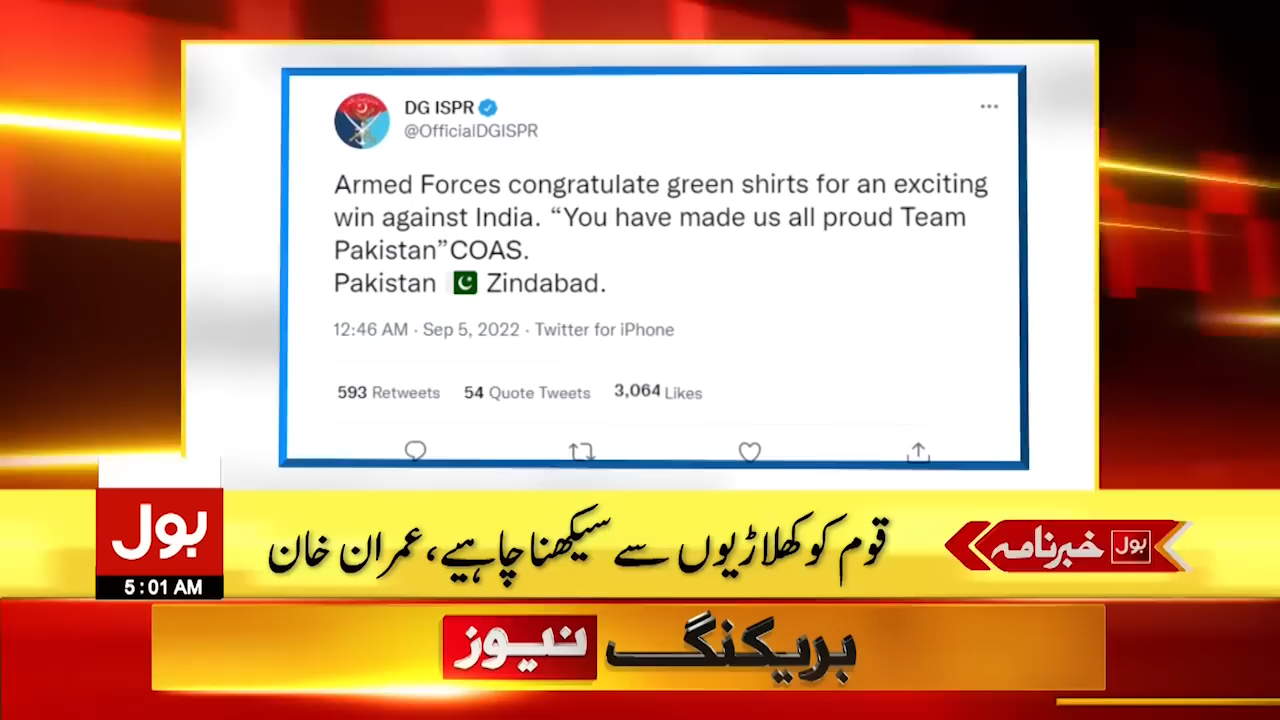 DG ISPR
@OfficialDGISPR
Armed Forces congratulate green shirts for an exciting
win against India. “You have made us all proud Team
Pakistan”COAS.
Pakistan 🇵🇰 Zindabad.
12:46 AM · Sep 5, 2022 · Twitter for iPhone
593 Retweets 54 Quote Tweets 3,064 Likes
بول خبرنامہ
قوم کو کھلاڑیوں سے سیکھنا چاہیے، عمران خان
بول
5:01 AM
بریکنگ نیوز